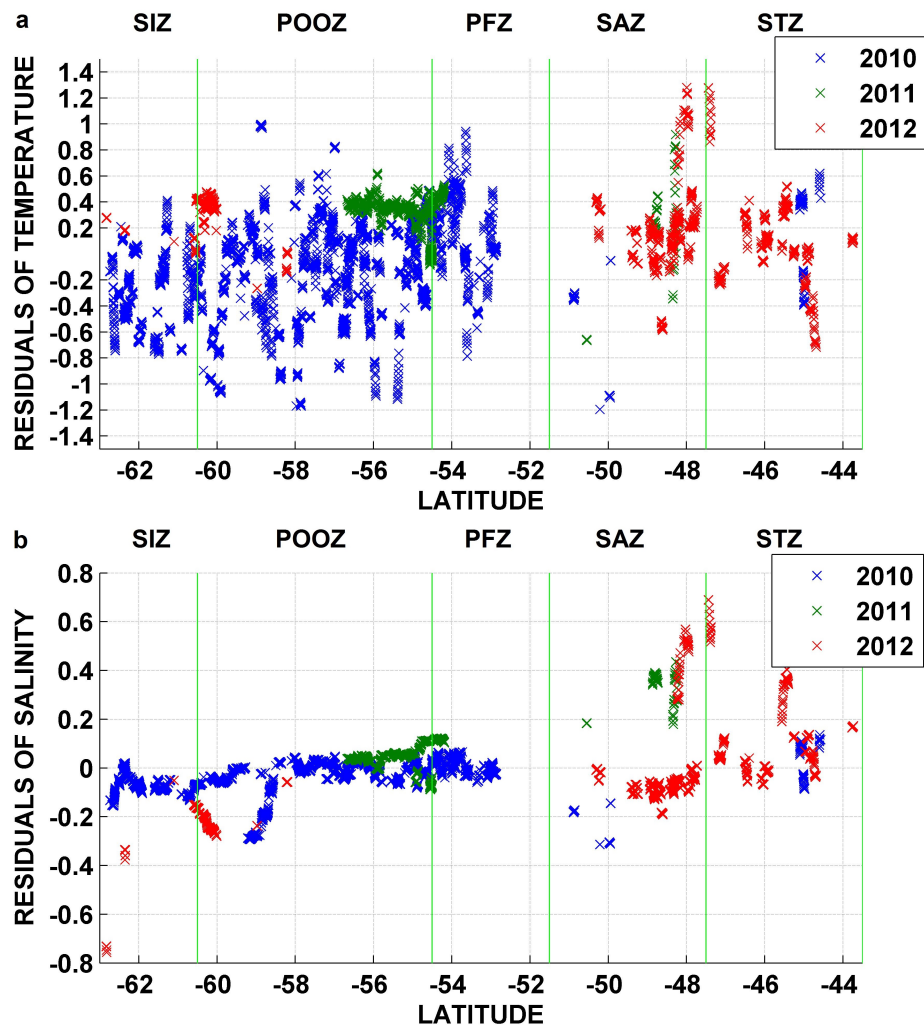 a
SIZ POOZ PFZ SAZ STZ
2010
2011
2012
RESIDUALS OF TEMPERATURE
1.4
1.2
1
0.8
0.6
0.4
0.2
-0.2
-0.4
-0.6
-0.8
-1
-1.2
-1.4
-62 -60 -58 -56 -54 -52 -50 -48 -46 -44
LATITUDE
b
SIZ POOZ PFZ SAZ STZ
2010
2011
2012
RESIDUALS OF SALINITY
0.8
0.6
0.4
0.2
0
-0.2
-0.4
-0.6
-0.8
-62 -60 -58 -56 -54 -52 -50 -48 -46 -44
LATITUDE